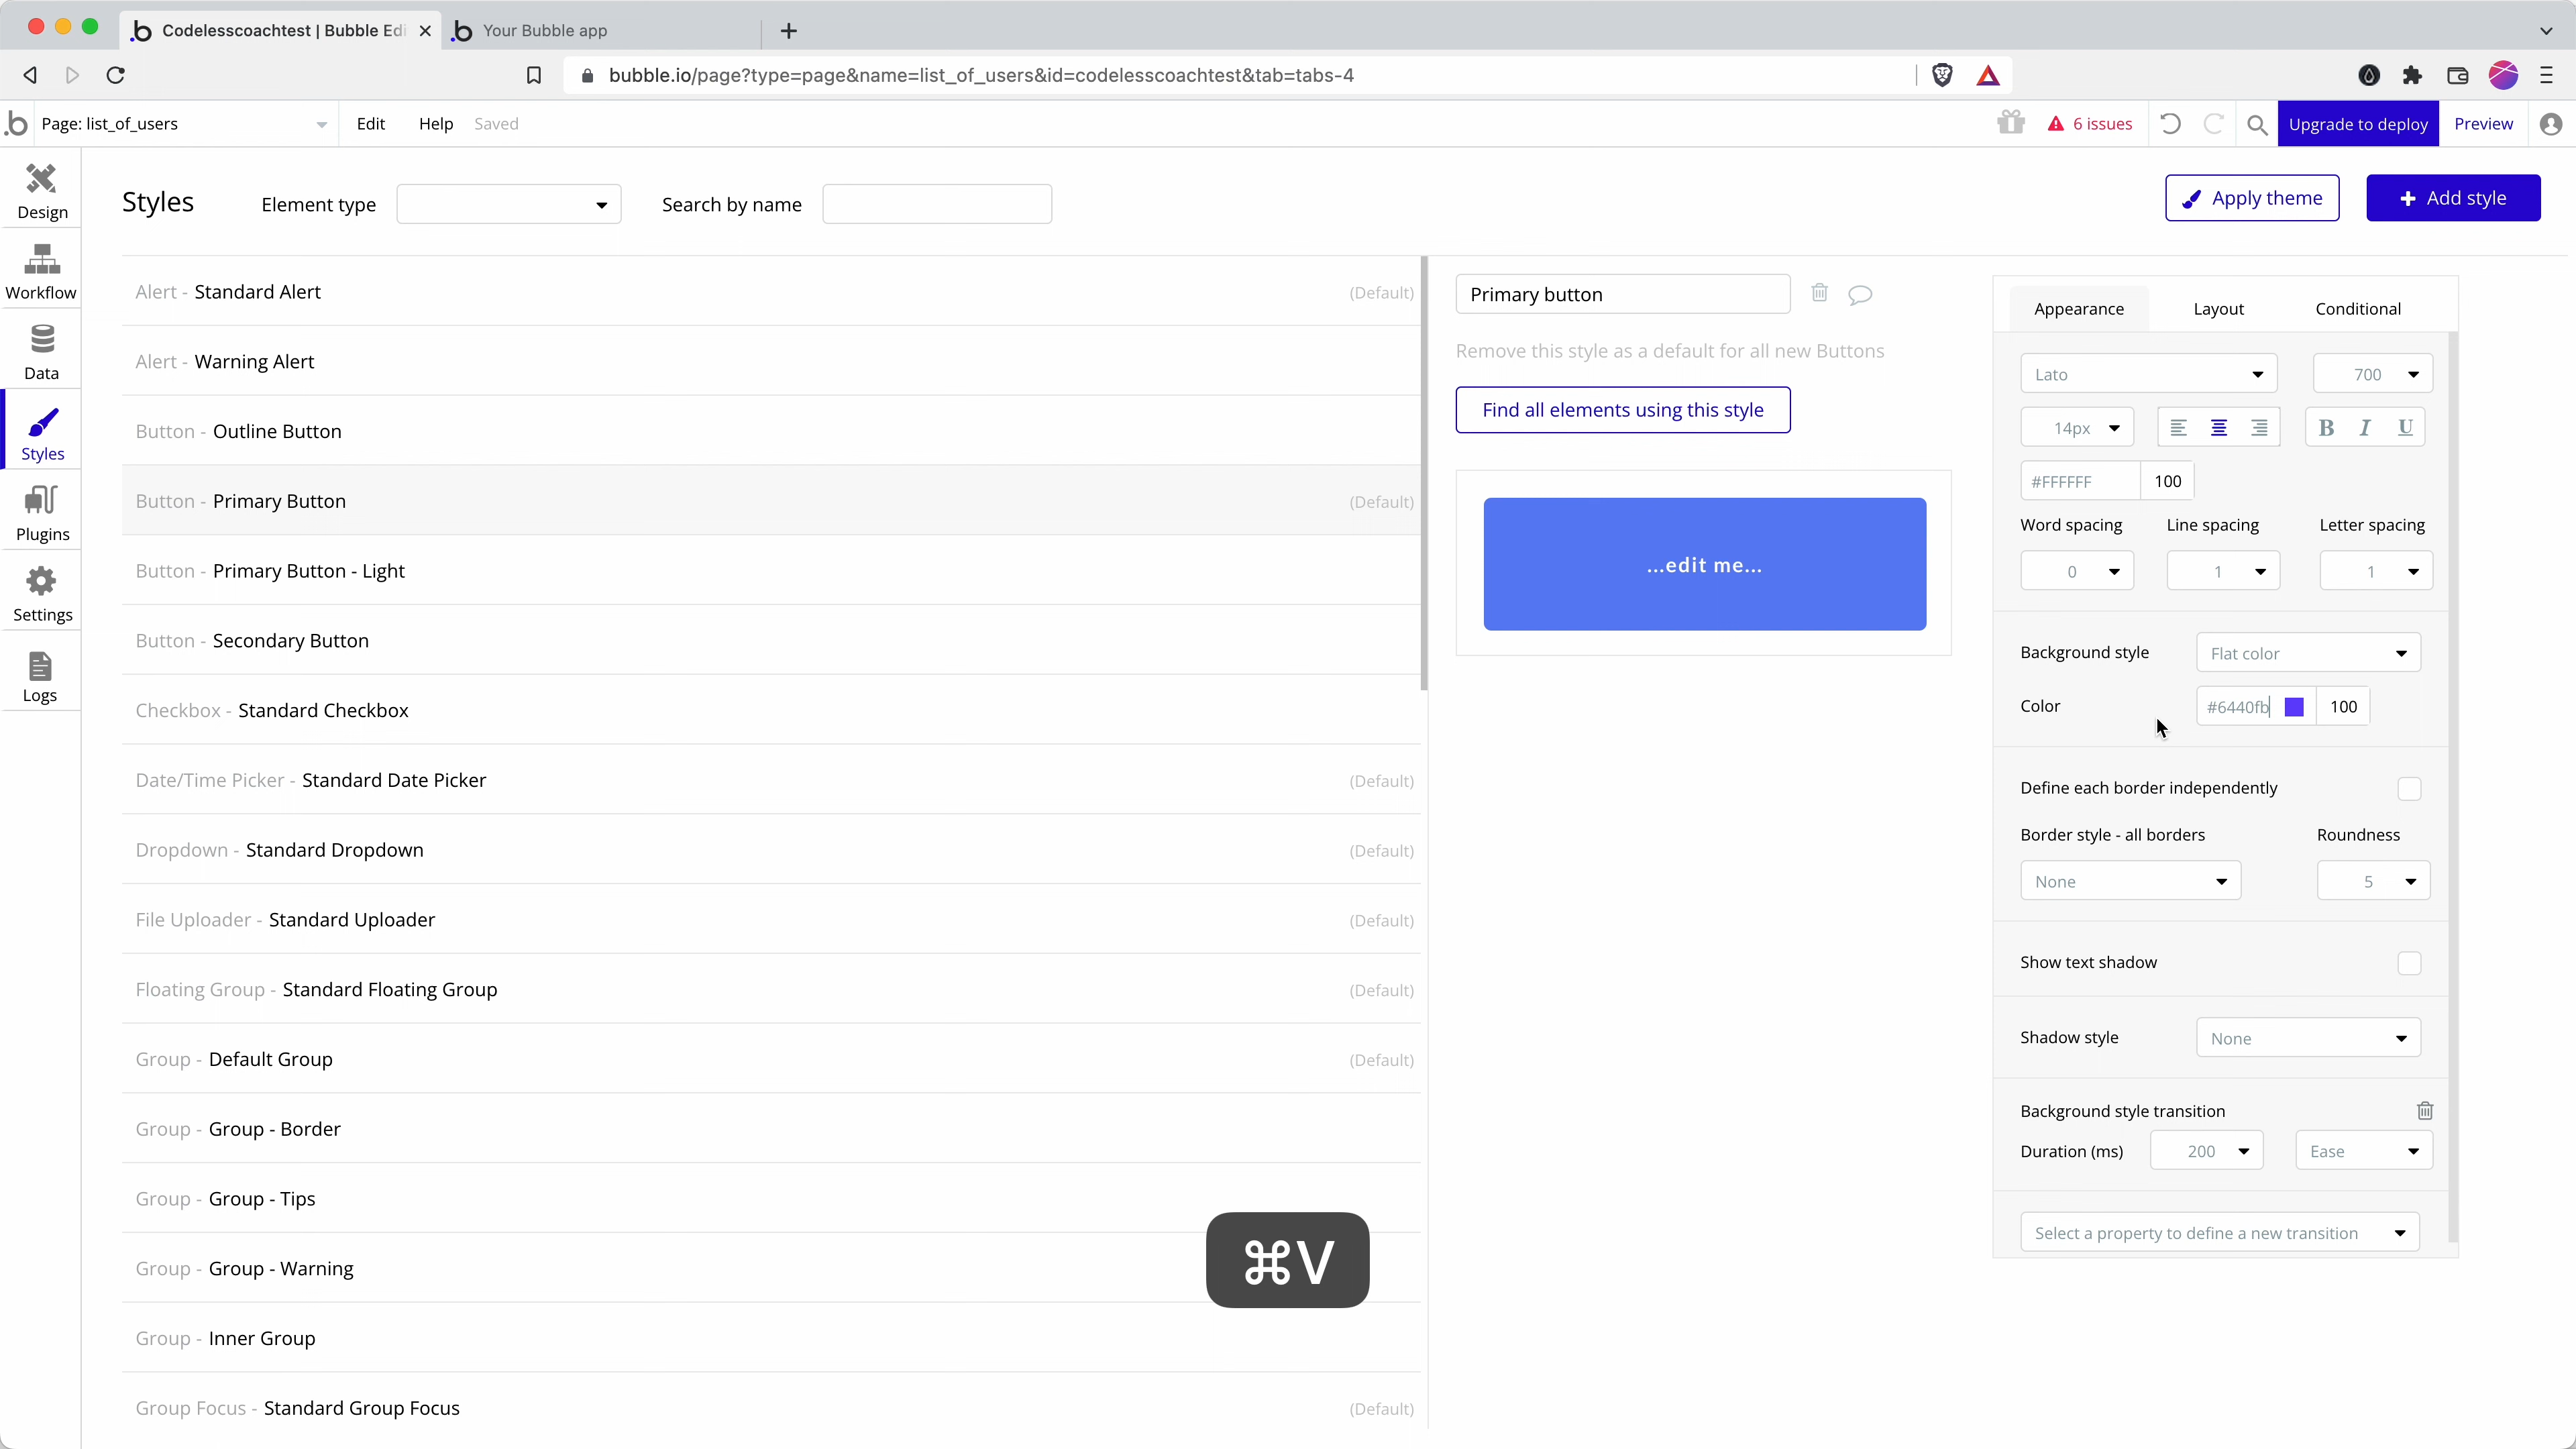 Codelesscoachtest | Bubble Edi
Your Bubble app
bubble.io/page?type=page&name=list_of_users&id=codelesscoachtest&tab=tabs-4
Page: list_of_users
Edit
Help
Saved
6 issues
Upgrade to deploy
Preview
Design
Workflow
Data
Styles
Plugins
Settings
Logs
Styles
Element type
Search by name
Apply theme
+ Add style
Alert - Standard Alert (Default)
Alert - Warning Alert
Button - Outline Button
Button - Primary Button (Default)
Button - Primary Button - Light
Button - Secondary Button
Checkbox - Standard Checkbox
Date/Time Picker - Standard Date Picker (Default)
Dropdown - Standard Dropdown (Default)
File Uploader - Standard Uploader (Default)
Floating Group - Standard Floating Group (Default)
Group - Default Group (Default)
Group - Group - Border
Group - Group - Tips
Group - Group - Warning
Group - Inner Group
Group Focus - Standard Group Focus (Default)
⌘V
Primary button
Remove this style as a default for all new Buttons
Find all elements using this style
...edit me...
Appearance Layout Conditional
Lato 700
14px B I U
#FFFFFF 100
Word spacing Line spacing Letter spacing
0 1 1
Background style Flat color
Color #6440fb 100
Define each border independently
Border style - all borders Roundness
None 5
Show text shadow
Shadow style None
Background style transition
Duration (ms) 200 Ease
Select a property to define a new transition